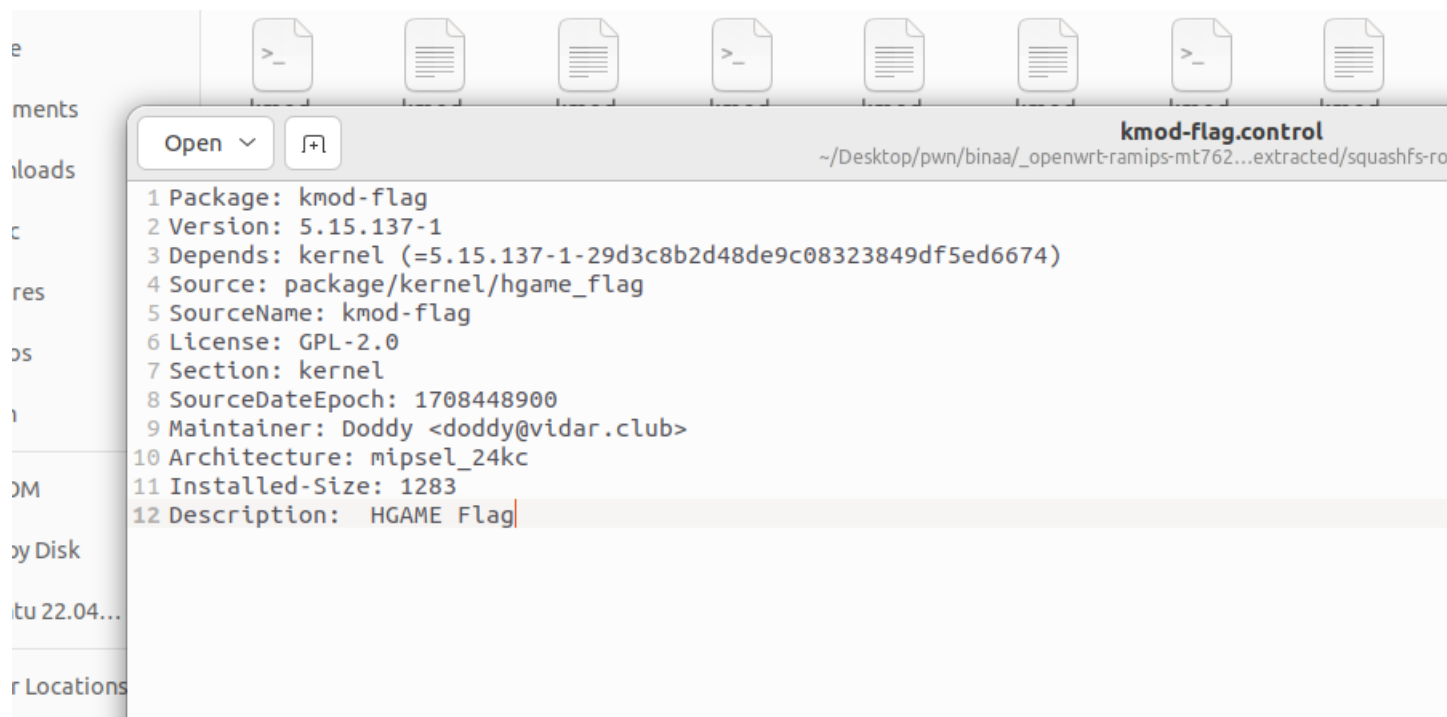 ments
Open
kmod-flag.control
~/Desktop/pwn/binaa/_openwrt-ramips-mt762...extracted/squashfs-ro
nloads
1 Package: kmod-flag
2 Version: 5.15.137-1
3 Depends: kernel (=5.15.137-1-29d3c8b2d48de9c08323849df5ed6674)
4 Source: package/kernel/hgame_flag
res
5 SourceName: kmod-flag
6 License: GPL-2.0
os
7 Section: kernel
8 SourceDateEpoch: 1708448900
9 Maintainer: Doddy <doddy@vidar.club>
10 Architecture: mipsel_24kc
OM
11 Installed-Size: 1283
12 Description:  HGAME Flag
py Disk
tu 22.04...
r Locations